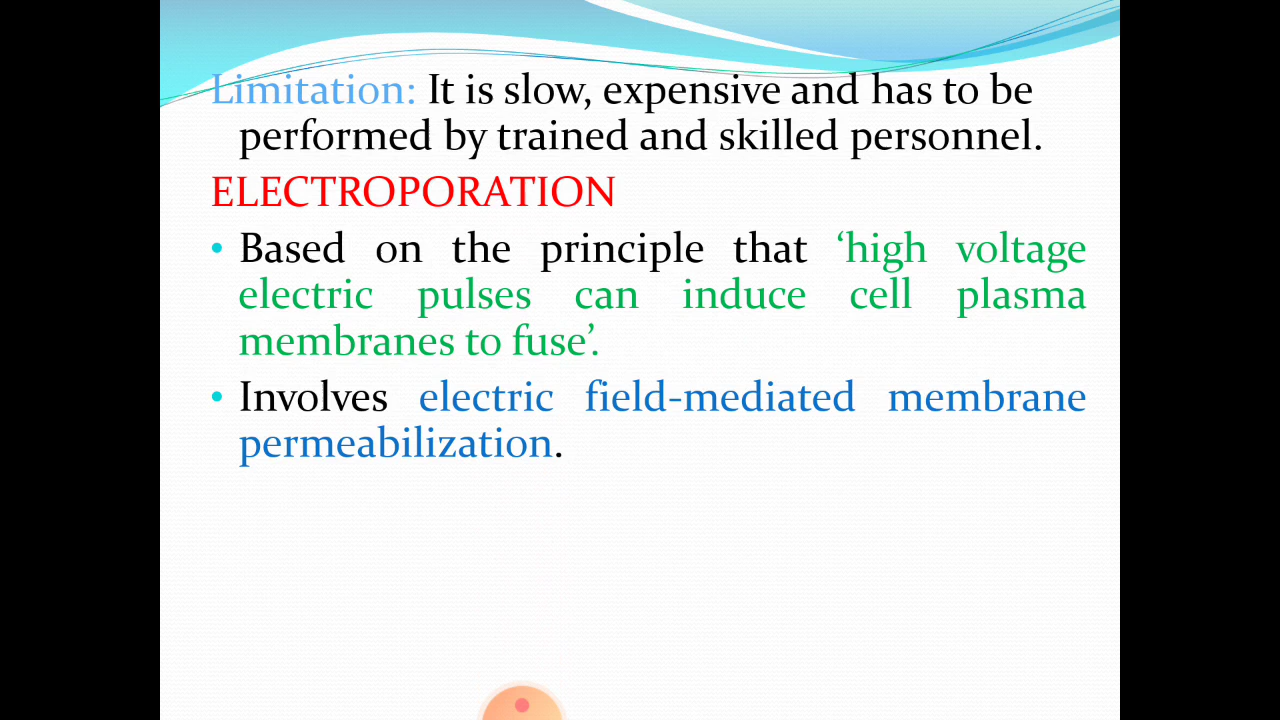 Limitation: It is slow, expensive and has to be
performed by trained and skilled personnel.
ELECTROPORATION
• Based on the principle that ‘high voltage
electric pulses can induce cell plasma
membranes to fuse’.
• Involves electric field-mediated membrane
permeabilization.